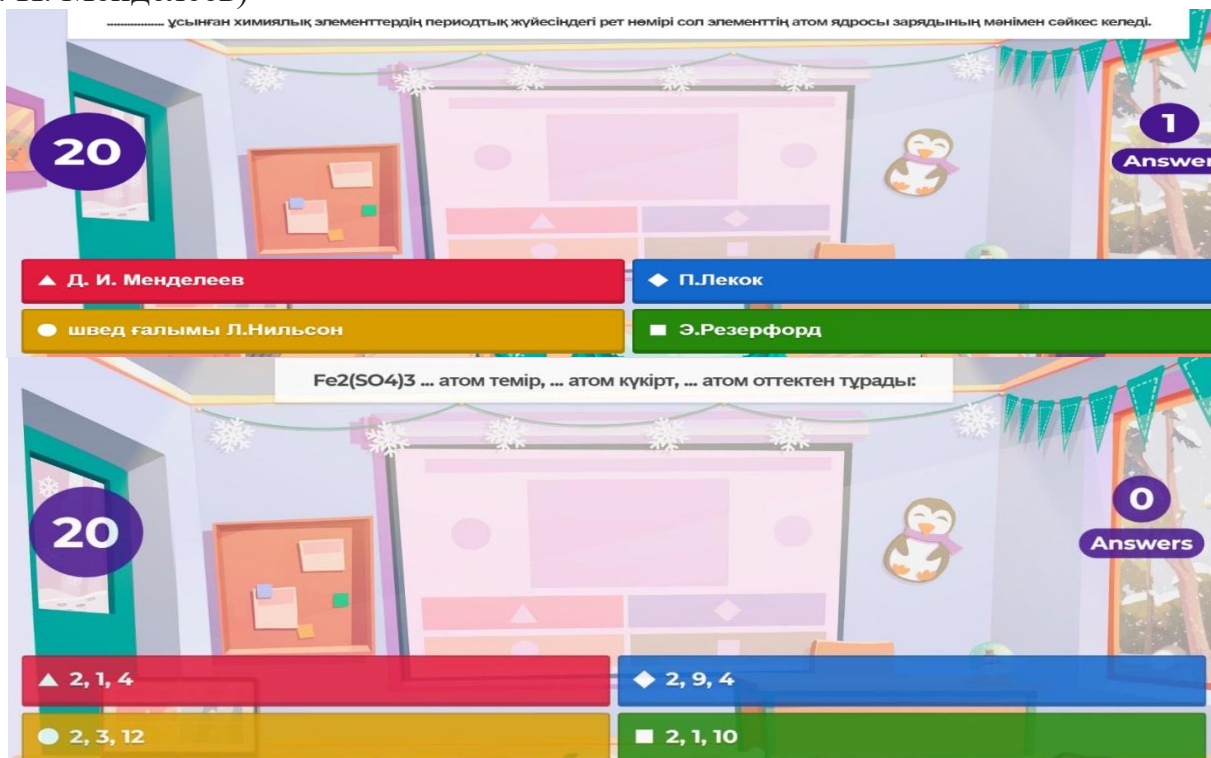 ................. ұсынған химиялық элементтердің периодтық жүйесіндегі рет нөмірі сол элементтің атом ядросы зарядының мәнімен сәйкес келеді.
20
1
Answer
Д. И. Менделеев
П.Лекок
швед ғалымы Л.Нильсон
Э.Резерфорд
Fe2(SO4)3 ... атом темір, ... атом күкірт, ... атом оттектен тұрады:
20
0
Answers
2, 1, 4
2, 9, 4
2, 3, 12
2, 1, 10